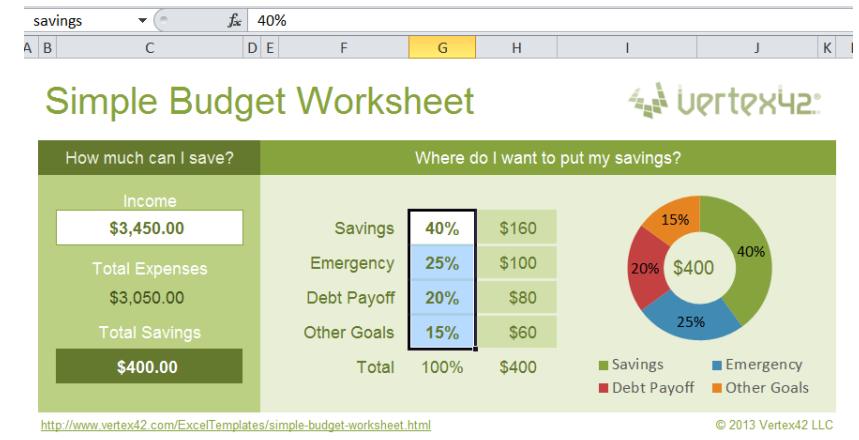 savings fx 40%
A B C D E F G H I J K
Simple Budget Worksheet vertex42
How much can I save? Where do I want to put my savings?
Income
$3,450.00
Total Expenses
$3,050.00
Total Savings
$400.00
Savings 40% $160
Emergency 25% $100
Debt Payoff 20% $80
Other Goals 15% $60
Total 100% $400
15%
40%
20% $400
25%
Savings Emergency
Debt Payoff Other Goals
http://www.vertex42.com/ExcelTemplates/simple-budget-worksheet.html © 2013 Vertex42 LLC